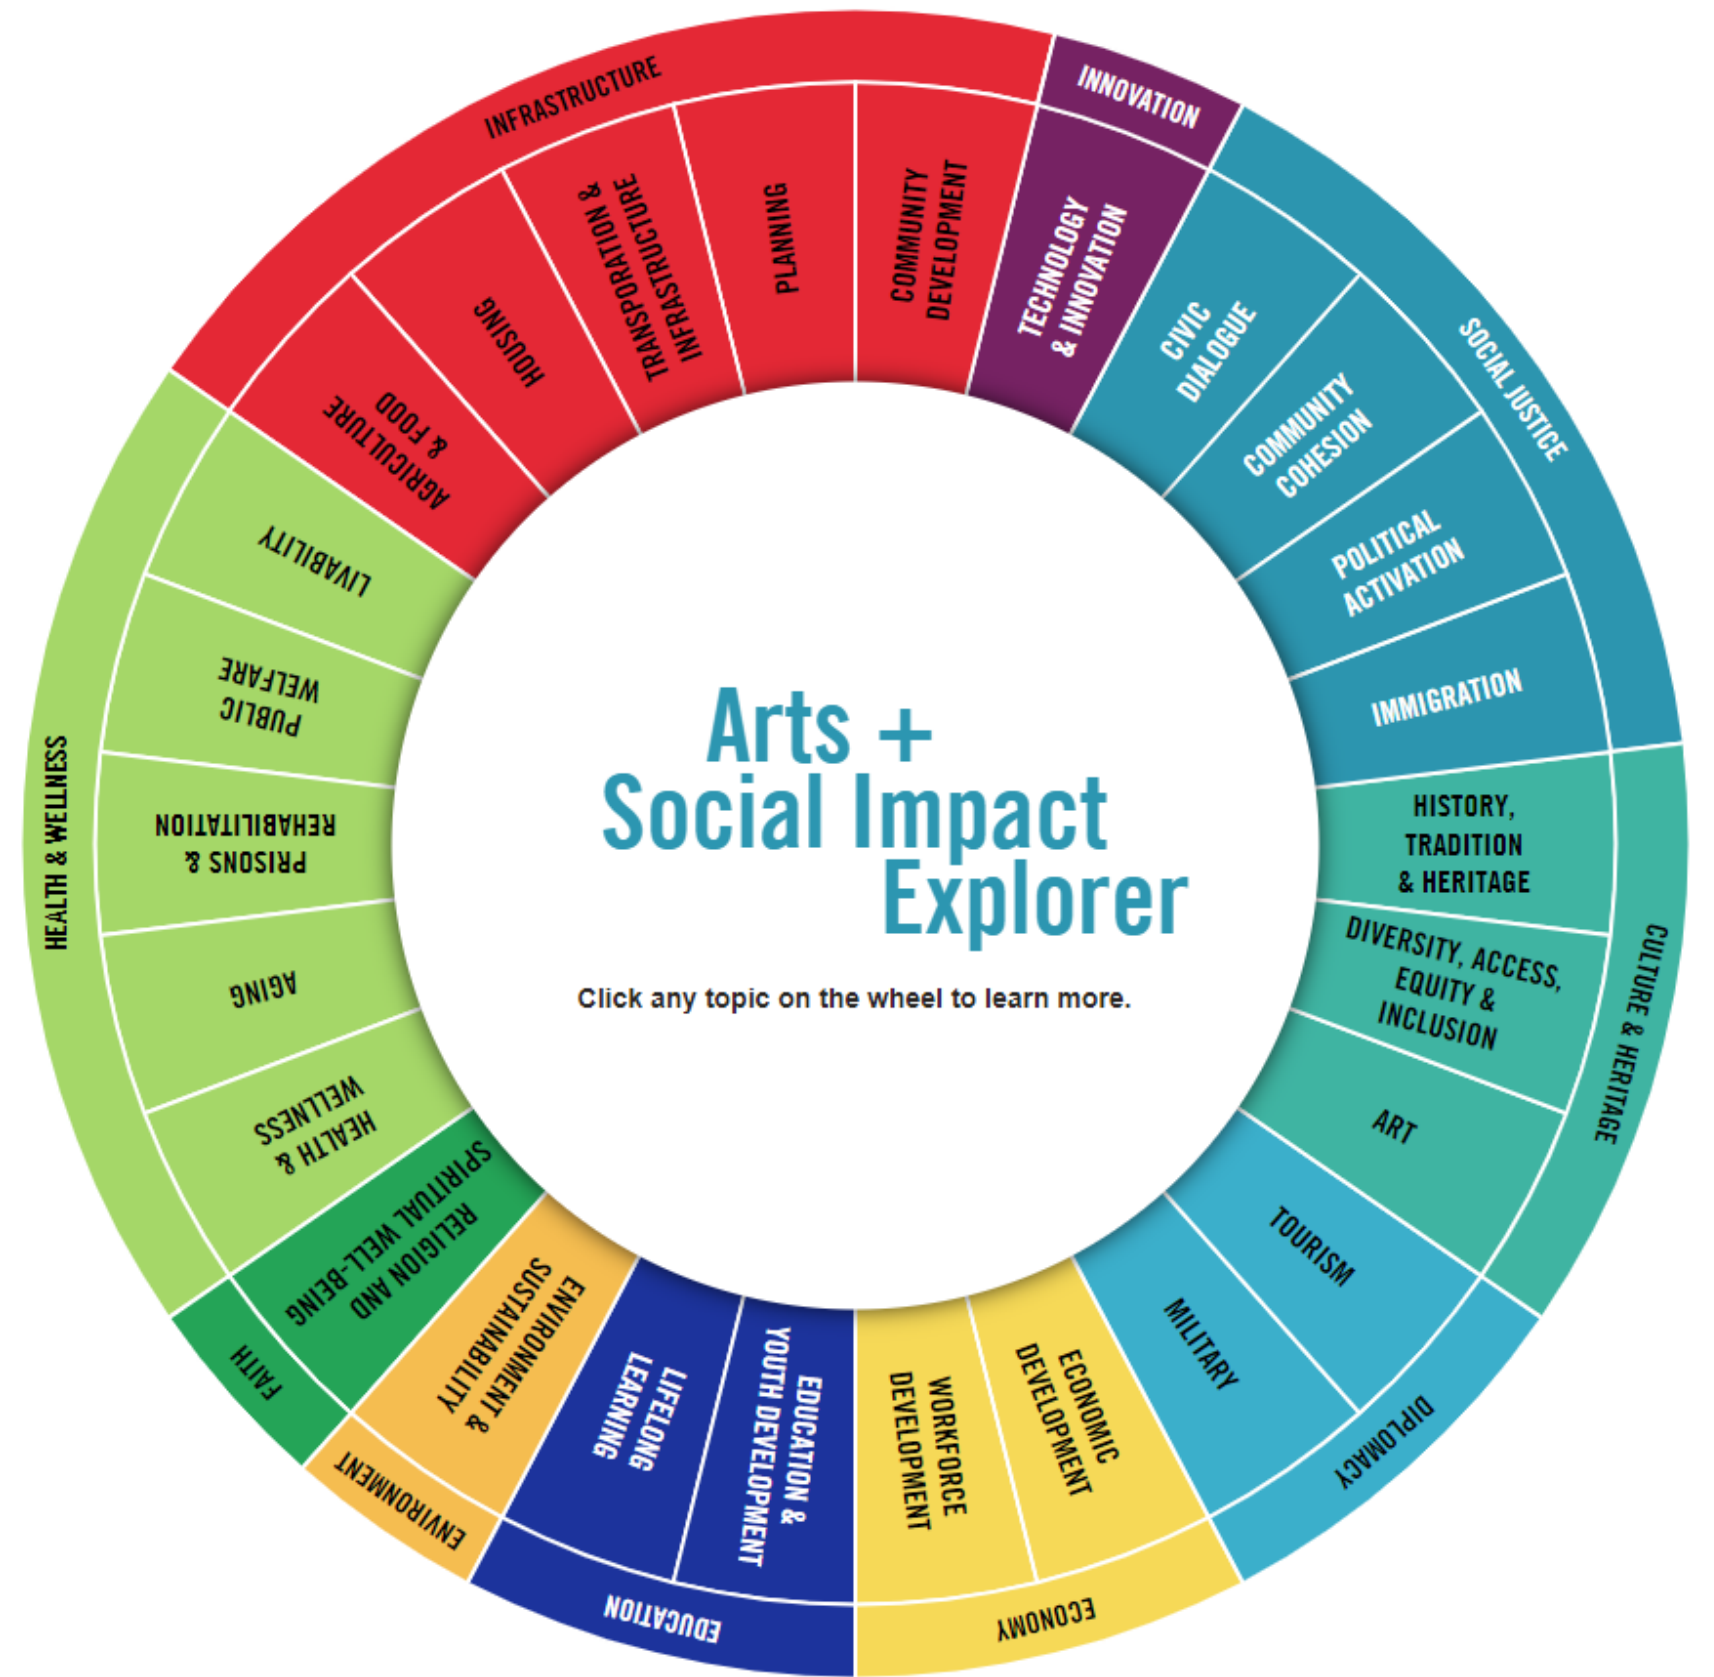 Arts +
Social Impact
Explorer
Click any topic on the wheel to learn more.
INFRASTRUCTURE
AGRICULTURE
& FOOD
HOUSING
TRANSPORATION &
INFRASTRUCTURE
PLANNING
COMMUNITY
DEVELOPMENT
INNOVATION
TECHNOLOGY
& INNOVATION
SOCIAL JUSTICE
CIVIC
DIALOGUE
COMMUNITY
COHESION
POLITICAL
ACTIVATION
IMMIGRATION
CULTURE & HERITAGE
HISTORY,
TRADITION
& HERITAGE
DIVERSITY, ACCESS,
EQUITY &
INCLUSION
ART
DIPLOMACY
TOURISM
MILITARY
ECONOMY
ECONOMIC
DEVELOPMENT
WORKFORCE
DEVELOPMENT
EDUCATION
EDUCATION &
YOUTH DEVELOPMENT
LIFELONG
LEARNING
ENVIRONMENT
ENVIRONMENT &
SUSTAINABILITY
FAITH
RELIGION AND
SPIRITUAL WELL-BEING
HEALTH & WELLNESS
HEALTH &
WELLNESS
AGING
PRISONS &
REHABILITATION
PUBLIC
WELFARE
LIVABILITY